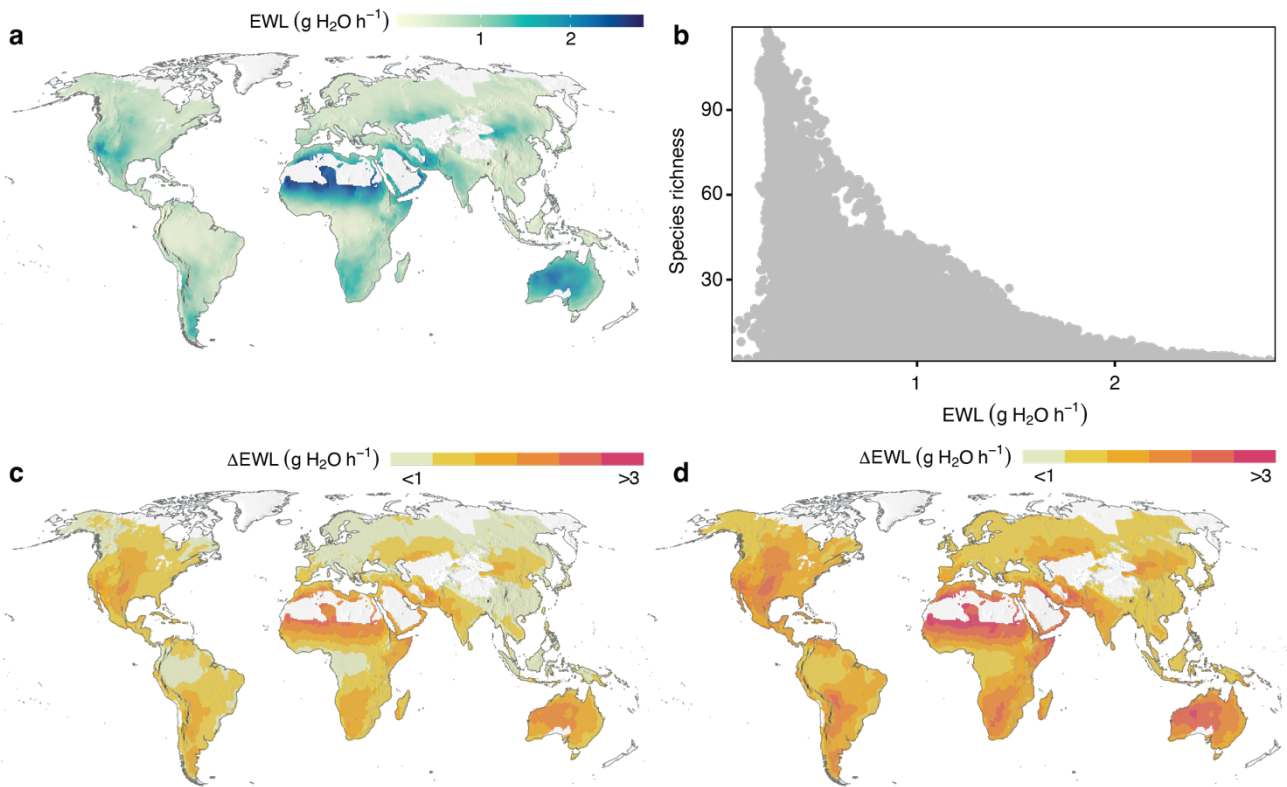 a
EWL (g H₂O h⁻¹)
1
2
b
Species richness
90
60
30
1
2
EWL (g H₂O h⁻¹)
c
ΔEWL (g H₂O h⁻¹)
<1
>3
d
ΔEWL (g H₂O h⁻¹)
<1
>3